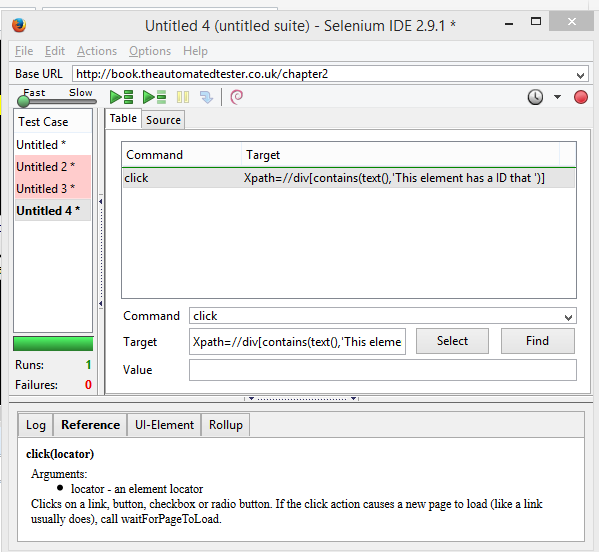 Untitled 4 (untitled suite) - Selenium IDE 2.9.1 *
File Edit Actions Options Help
Base URL http://book.theautomatedtester.co.uk/chapter2
Fast Slow
Test Case
Untitled *
Untitled 2 *
Untitled 3 *
Untitled 4 *
Runs: 1
Failures: 0
Table Source
Command Target
click Xpath=//div[contains(text(),'This element has a ID that ')]
Command click
Target Xpath=//div[contains(text(),'This eleme Select Find
Value
Log Reference UI-Element Rollup
click(locator)
Arguments:
• locator - an element locator
Clicks on a link, button, checkbox or radio button. If the click action causes a new page to load (like a link
usually does), call waitForPageToLoad.